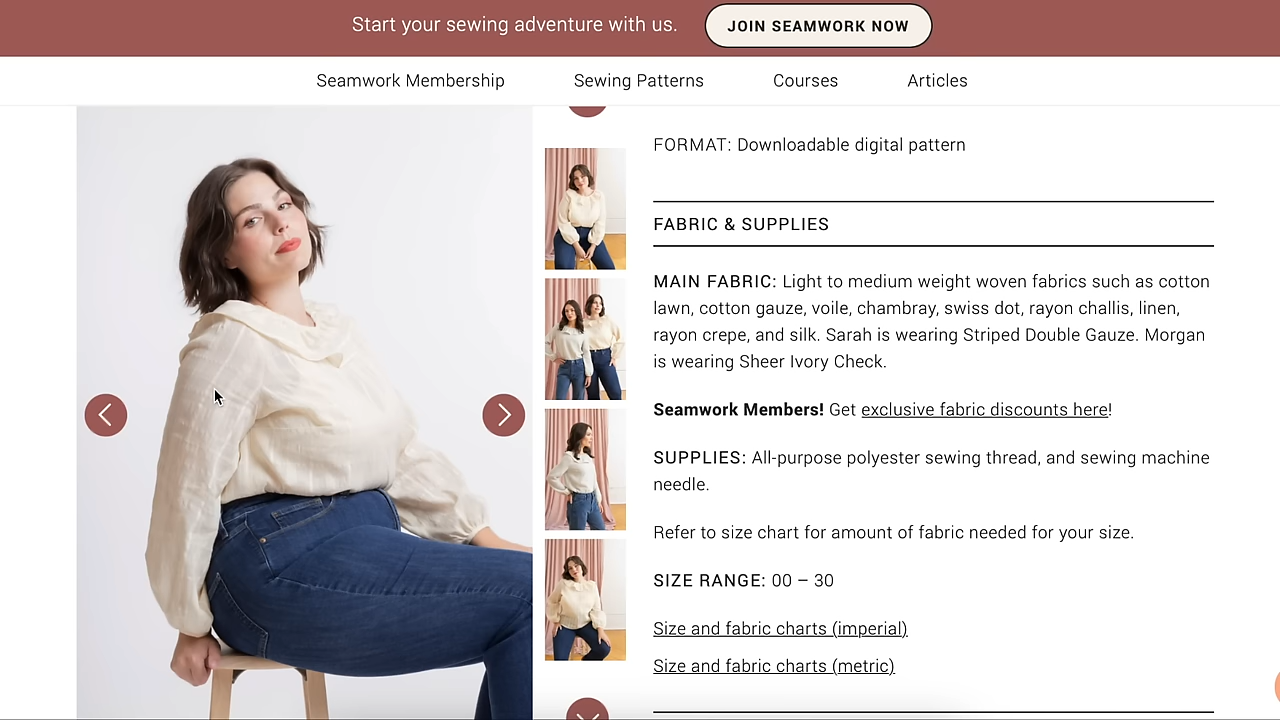 Start your sewing adventure with us.
JOIN SEAMWORK NOW
Seamwork Membership
Sewing Patterns
Courses
Articles
FORMAT: Downloadable digital pattern
FABRIC & SUPPLIES
MAIN FABRIC: Light to medium weight woven fabrics such as cotton
lawn, cotton gauze, voile, chambray, swiss dot, rayon challis, linen,
rayon crepe, and silk. Sarah is wearing Striped Double Gauze. Morgan
is wearing Sheer Ivory Check.
Seamwork Members! Get exclusive fabric discounts here!
SUPPLIES: All-purpose polyester sewing thread, and sewing machine
needle.
Refer to size chart for amount of fabric needed for your size.
SIZE RANGE: 00 – 30
Size and fabric charts (imperial)
Size and fabric charts (metric)